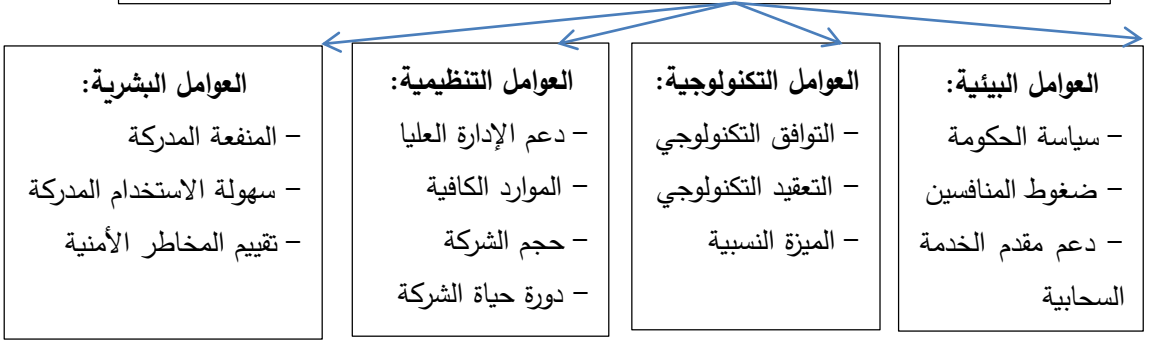 العوامل البيئية:
– سياسة الحكومة
– ضغوط المنافسين
– دعم مقدم الخدمة
السحابية
العوامل التكنولوجية:
– التوافق التكنولوجي
– التعقيد التكنولوجي
– الميزة النسبية
العوامل التنظيمية:
– دعم الإدارة العليا
– الموارد الكافية
– حجم الشركة
– دورة حياة الشركة
العوامل البشرية:
– المنفعة المدركة
– سهولة الاستخدام المدركة
– تقييم المخاطر الأمنية